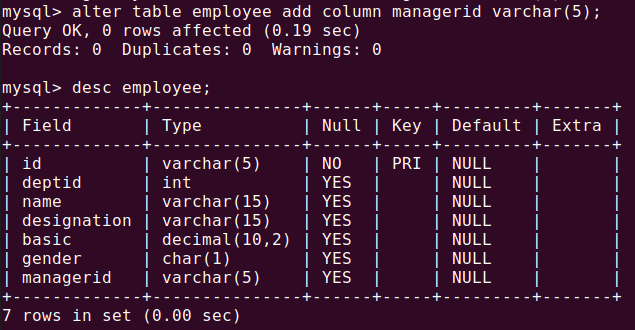 mysql> alter table employee add column managerid varchar(5);
Query OK, 0 rows affected (0.19 sec)
Records: 0  Duplicates: 0  Warnings: 0

mysql> desc employee;
+-------------+---------------+------+-----+---------+-------+
| Field       | Type          | Null | Key | Default | Extra |
+-------------+---------------+------+-----+---------+-------+
| id          | varchar(5)    | NO   | PRI | NULL    |       |
| deptid      | int           | YES  |     | NULL    |       |
| name        | varchar(15)   | YES  |     | NULL    |       |
| designation | varchar(15)   | YES  |     | NULL    |       |
| basic       | decimal(10,2) | YES  |     | NULL    |       |
| gender      | char(1)       | YES  |     | NULL    |       |
| managerid   | varchar(5)    | YES  |     | NULL    |       |
+-------------+---------------+------+-----+---------+-------+
7 rows in set (0.00 sec)